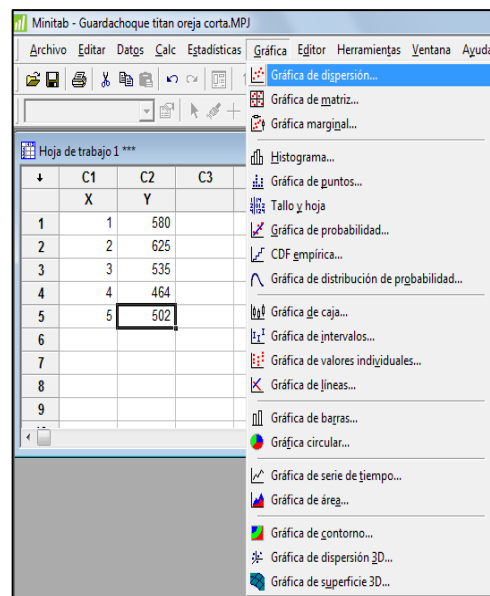 Minitab - Guardachoque titan oreja corta.MPJ
Archivo Editar Datos Calc Estadísticas Gráfica Editor Herramientas Ventana Ayuda
Gráfica de dispersión...
Gráfica de matriz...
Gráfica marginal...
Histograma...
Gráfica de puntos...
Tallo y hoja
Gráfica de probabilidad...
CDF empírica...
Gráfica de distribución de probabilidad...
Gráfica de caja...
Gráfica de intervalos...
Gráfica de valores individuales...
Gráfica de líneas...
Gráfica de barras...
Gráfica circular...
Gráfica de serie de tiempo...
Gráfica de área...
Gráfica de contorno...
Gráfica de dispersión 3D...
Gráfica de superficie 3D...
Hoja de trabajo 1 ***
C1 C2 C3
X Y
1 1 580
2 2 625
3 3 535
4 4 464
5 5 502
6
7
8
9